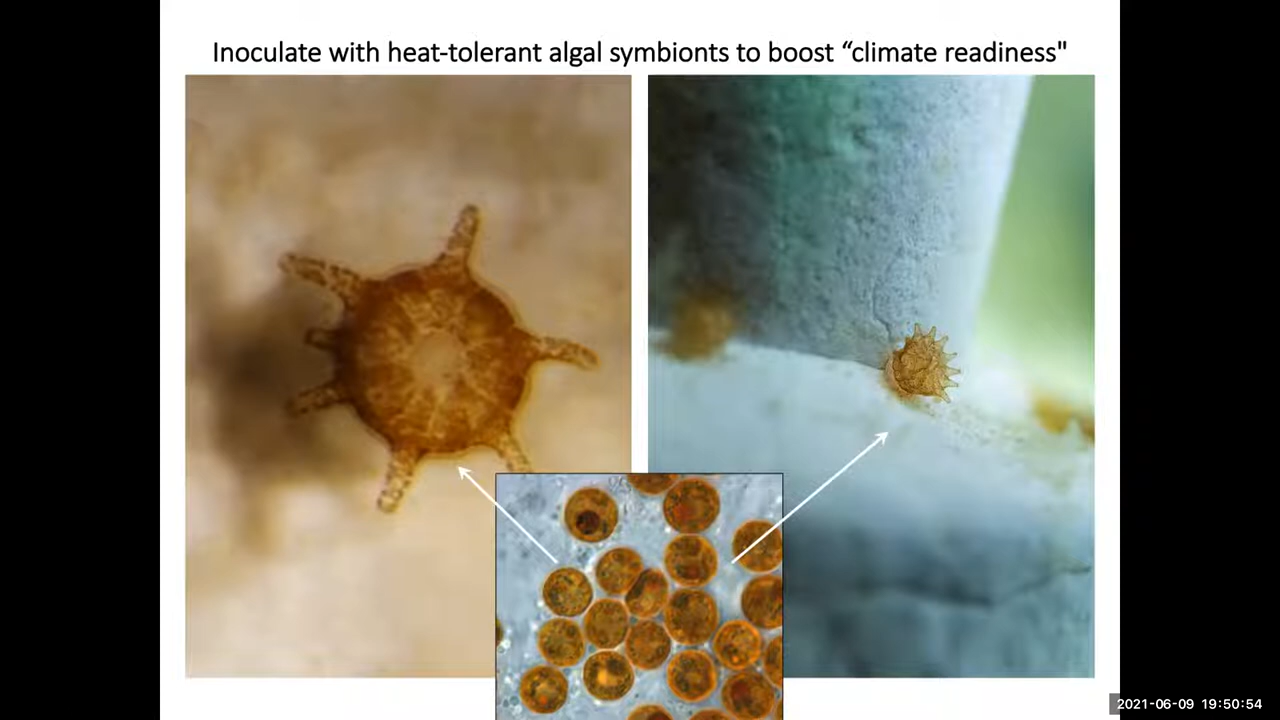 Inoculate with heat-tolerant algal symbionts to boost “climate readiness"
2021-06-09 19:50:54